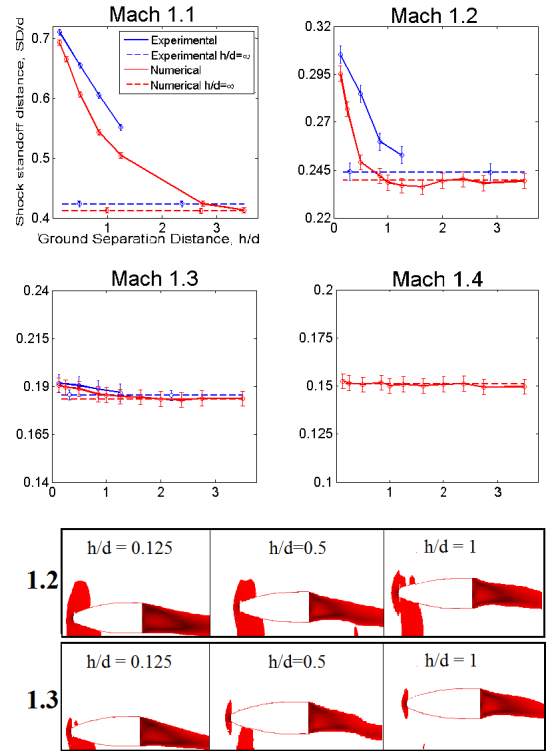 Mach 1.1
Shock standoff distance, SD/d
0.7
0.6
0.5
0.4
Experimental
Experimental h/d=∞
Numerical
Numerical h/d=∞
1 2 3
Ground Separation Distance, h/d
Mach 1.2
0.32
0.295
0.27
0.244
0.22
0 1 2 3
Mach 1.3
0.24
0.215
0.19
0.165
0.14
0 1 2 3
Mach 1.4
0.2
0.175
0.15
0.125
0.1
1 2 3
1.2
h/d = 0.125 h/d=0.5 h/d = 1
1.3
h/d = 0.125 h/d=0.5 h/d = 1